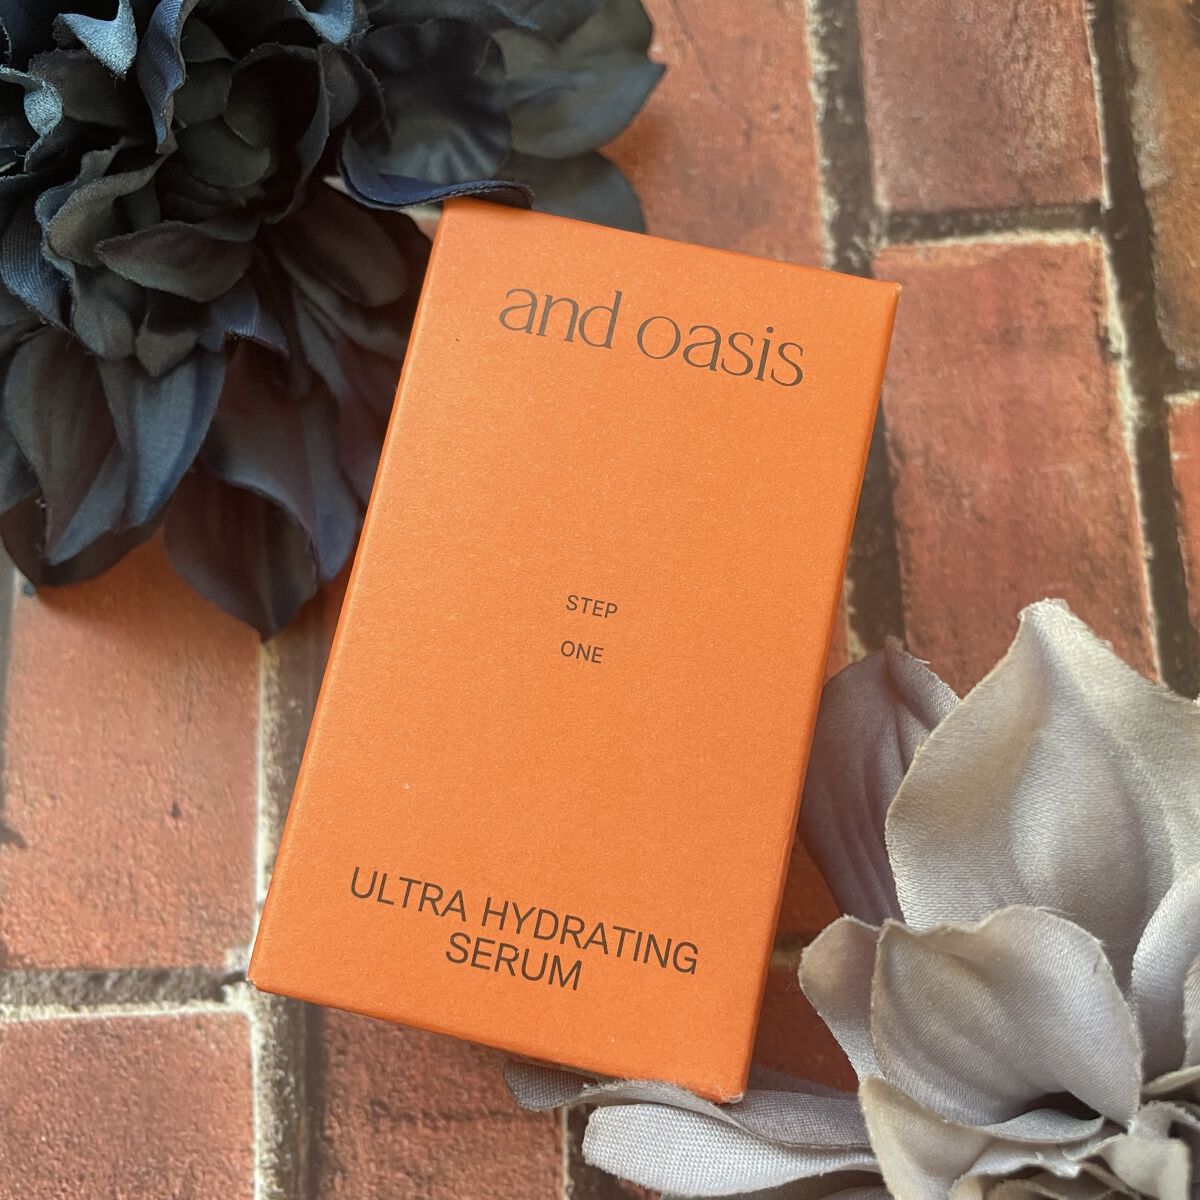 and oasis
STEP
ONE
ULTRA HYDRATING
SERUM